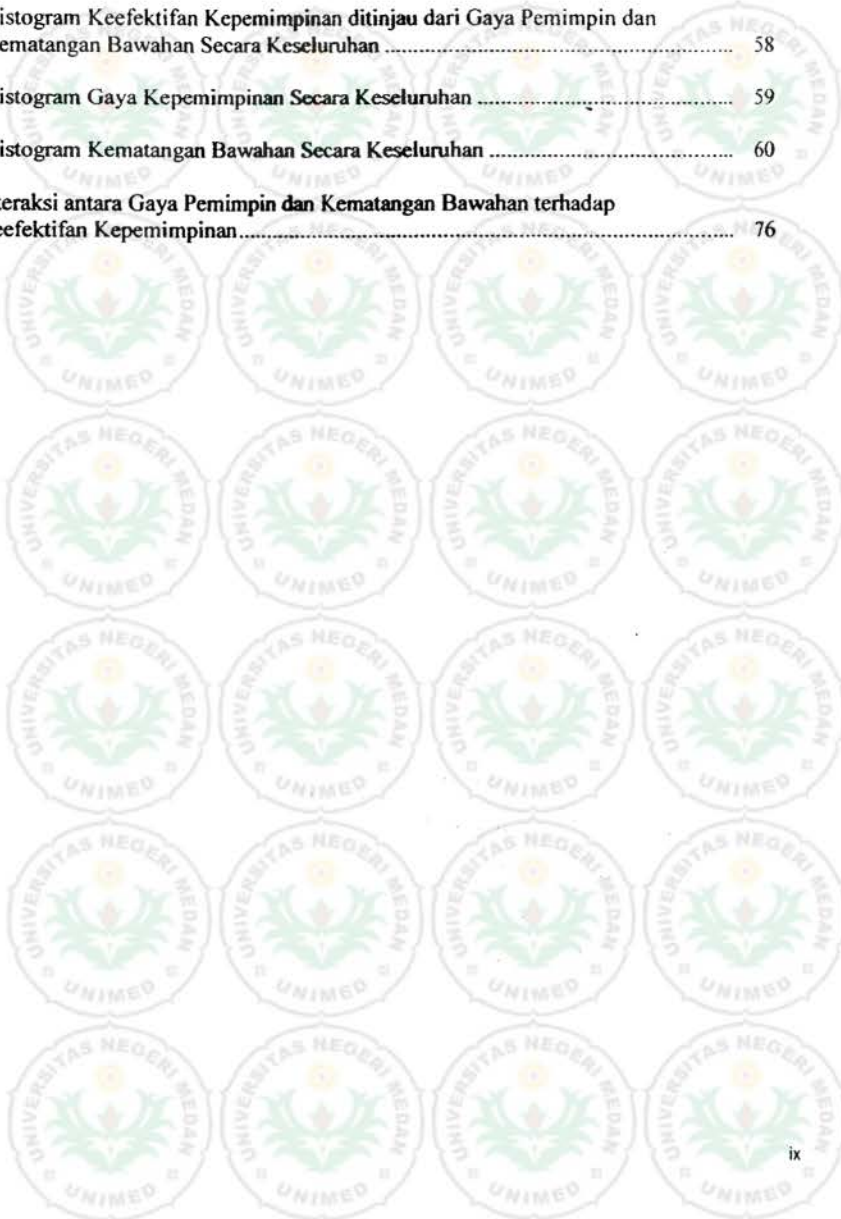 istogram Keefektifan Kepemimpinan ditinjau dari Gaya Pemimpin dan
ematangan Bawahan Secara Keseluruhan ........................................................... 58
istogram Gaya Kepemimpinan Secara Keseluruhan ............................................ 59
istogram Kematangan Bawahan Secara Keseluruhan .......................................... 60
teraksi antara Gaya Pemimpin dan Kematangan Bawahan terhadap
eefektifan Kepemimpinan.................................................................................... 76
ix